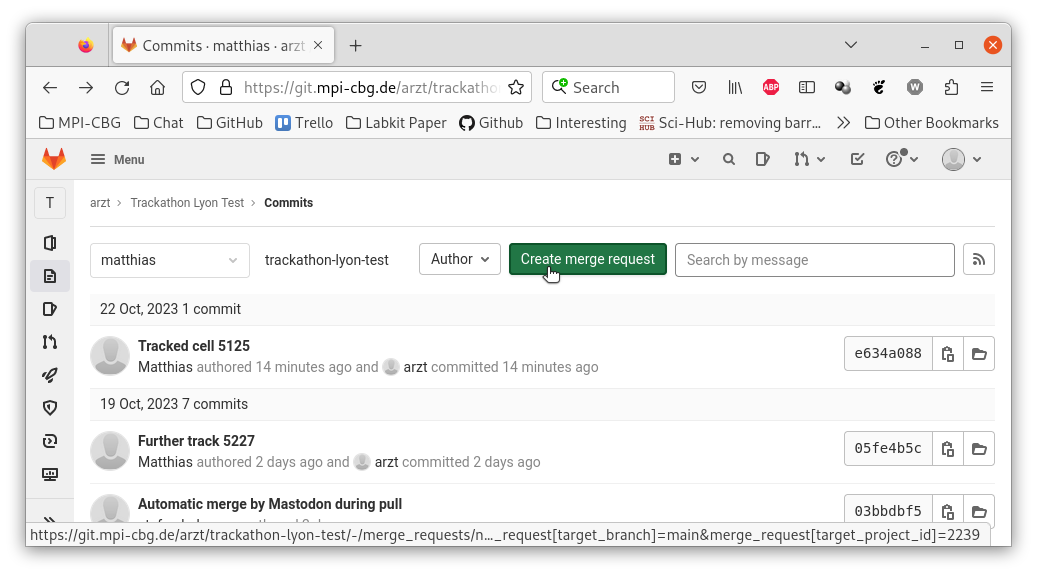 Commits · matthias · arzt
https://git.mpi-cbg.de/arzt/trackatho
Search
ABP
W
MPI-CBG
Chat
GitHub
Trello
Labkit Paper
Github
Interesting
SCI HUB
Sci-Hub: removing barr…
Other Bookmarks
Menu
T
arzt › Trackathon Lyon Test › Commits
matthias
trackathon-lyon-test
Author
Create merge request
Search by message
22 Oct, 2023 1 commit
Tracked cell 5125
Matthias authored 14 minutes ago and arzt committed 14 minutes ago
e634a088
19 Oct, 2023 7 commits
Further track 5227
Matthias authored 2 days ago and arzt committed 2 days ago
05fe4b5c
Automatic merge by Mastodon during pull
03bbdbf5
https://git.mpi-cbg.de/arzt/trackathon-lyon-test/-/merge_requests/n…_request[target_branch]=main&merge_request[target_project_id]=2239